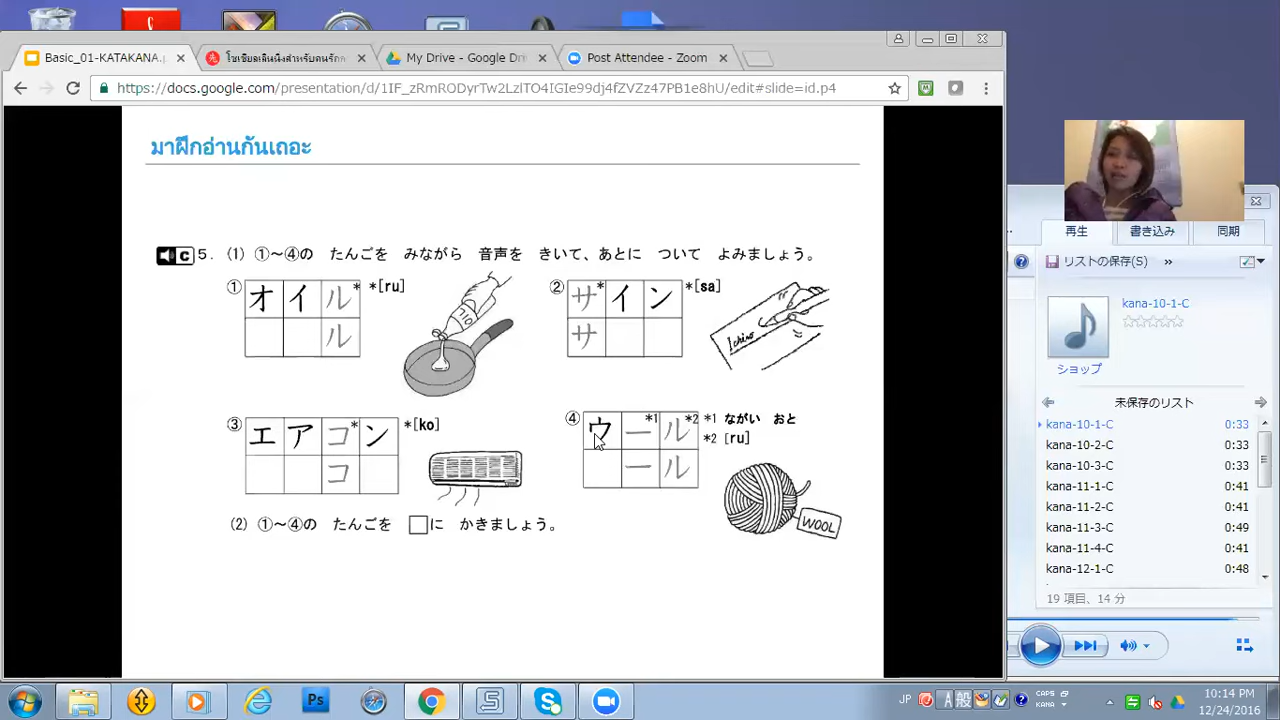 Basic_01-KATAKANA.p
My Drive - Google Dri
Post Attendee - Zoom
https://docs.google.com/presentation/d/1IF_zRmRODyrTw2LzlTO4IGIe99dj4fZVZz47PB1e8hU/edit#slide=id.p4
มาฝึกอ่านกันเถอะ
C 5. (1) ①~④の たんごを みながら 音声を きいて、あとに ついて よみましょう。
① オイル* *[ru]
ル
OIL
② サ*イン *[sa]
サ
Ichiro
③ エアコ*ン *[ko]
コ
④ ウー*1ル*2 *1 ながい おと
*2 [ru]
ール
WOOL
(2) ①~④の たんごを □に かきましょう。
再生
書き込み
同期
リストの保存(S) »
kana-10-1-C
ショップ
未保存のリスト
kana-10-1-C 0:33
kana-10-2-C 0:33
kana-10-3-C 0:33
kana-11-1-C 0:41
kana-11-2-C 0:41
kana-11-3-C 0:49
kana-11-4-C 0:41
kana-12-1-C 0:48
19 項目、14 分
Ps
JP
A 般
CAPS
KANA
10:14 PM
12/24/2016